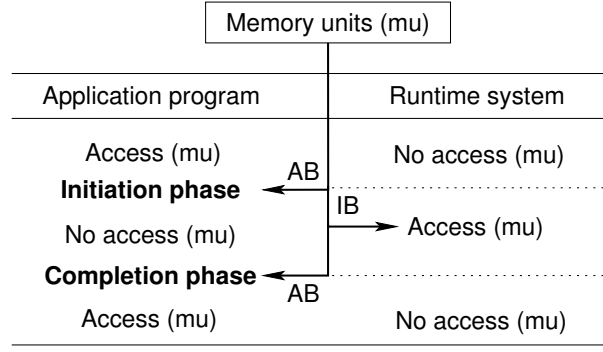 Memory units (mu)
Application program Runtime system
Access (mu) No access (mu)
AB
Initiation phase
IB
No access (mu) Access (mu)
Completion phase
AB
Access (mu) No access (mu)